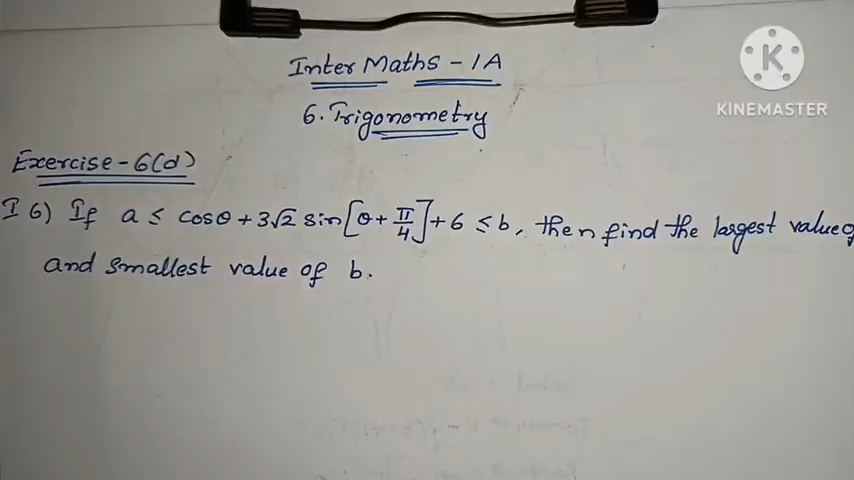 Inter Maths - 1A
K
KINEMASTER
6. Trigonometry
Exercise - 6(d)
I 6) If a ≤ cosθ + 3√2 sin[θ + π/4] + 6 ≤ b, then find the largest value of
and smallest value of b.